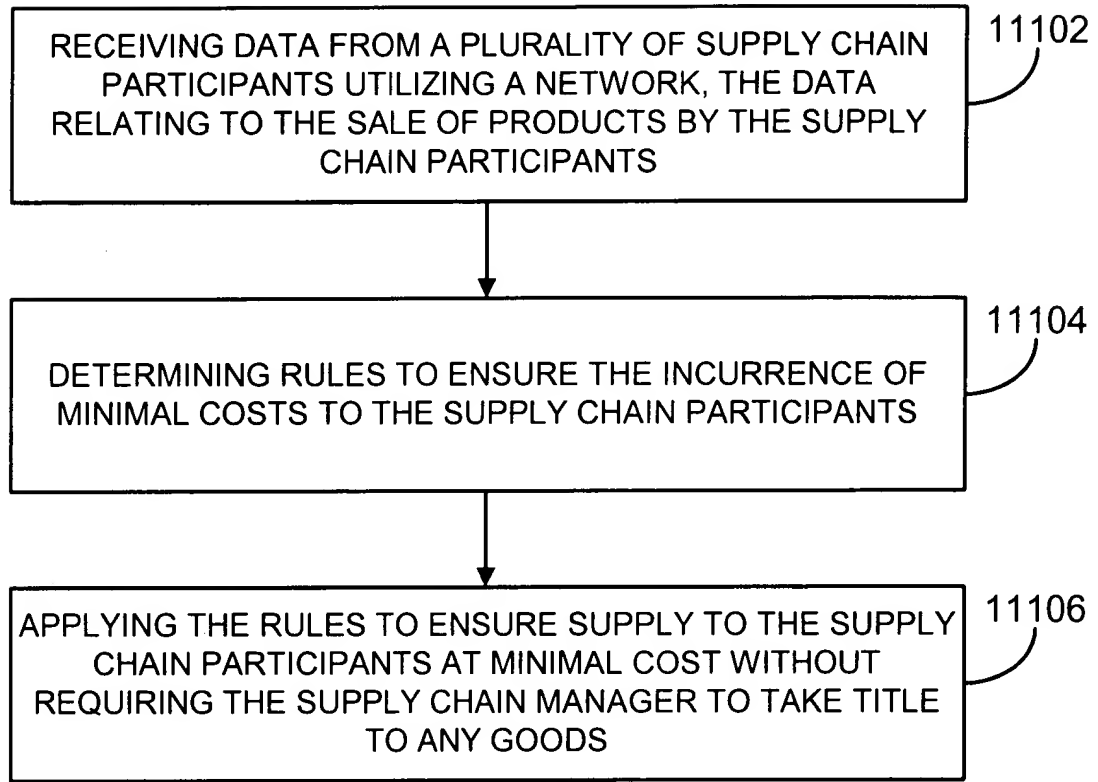 RECEIVING DATA FROM A PLURALITY OF SUPPLY CHAIN
PARTICIPANTS UTILIZING A NETWORK, THE DATA
RELATING TO THE SALE OF PRODUCTS BY THE SUPPLY
CHAIN PARTICIPANTS
11102
DETERMINING RULES TO ENSURE THE INCURRENCE OF
MINIMAL COSTS TO THE SUPPLY CHAIN PARTICIPANTS
11104
APPLYING THE RULES TO ENSURE SUPPLY TO THE SUPPLY
CHAIN PARTICIPANTS AT MINIMAL COST WITHOUT
REQUIRING THE SUPPLY CHAIN MANAGER TO TAKE TITLE
TO ANY GOODS
11106